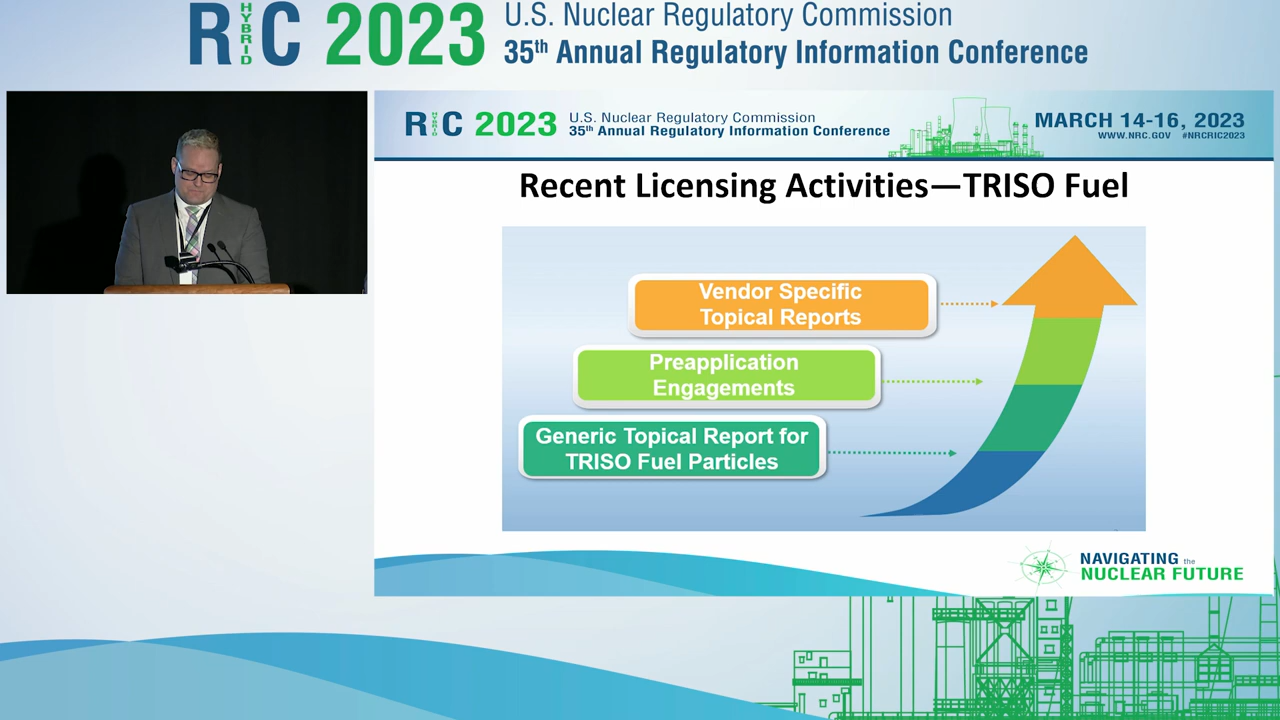 RIC 2023
HYBRID
U.S. Nuclear Regulatory Commission
35th Annual Regulatory Information Conference
RIC 2023
HYBRID
U.S. Nuclear Regulatory Commission
35th Annual Regulatory Information Conference
MARCH 14-16, 2023
WWW.NRC.GOV #NRCRIC2023
Recent Licensing Activities—TRISO Fuel
Vendor Specific
Topical Reports
Preapplication
Engagements
Generic Topical Report for
TRISO Fuel Particles
NAVIGATING the
NUCLEAR FUTURE